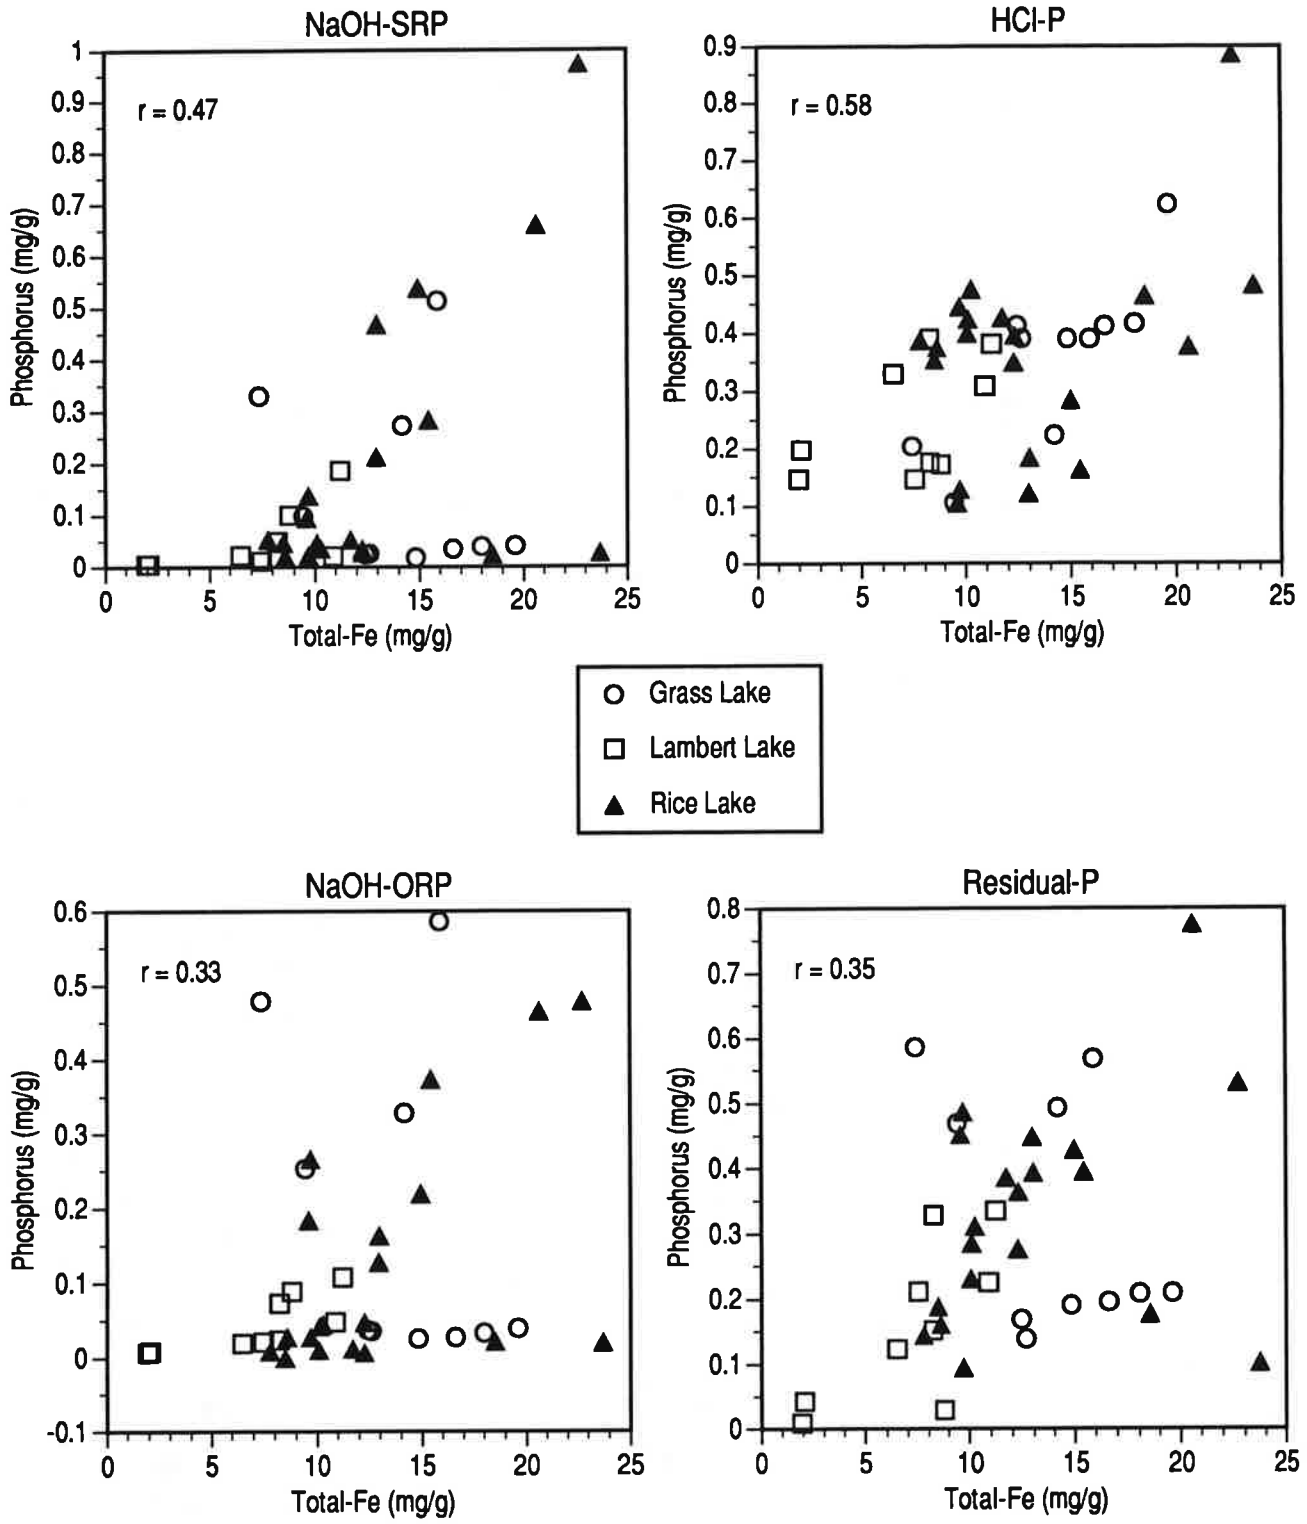 NaOH-SRP
1
0.9
0.8
0.7
0.6
0.5
0.4
0.3
0.2
0.1
0
r = 0.47
Phosphorus (mg/g)
0 5 10 15 20 25
Total-Fe (mg/g)
HCl-P
0.9
0.8
0.7
0.6
0.5
0.4
0.3
0.2
0.1
0
r = 0.58
Phosphorus (mg/g)
0 5 10 15 20 25
Total-Fe (mg/g)
Grass Lake
Lambert Lake
Rice Lake
NaOH-ORP
0.6
0.5
0.4
0.3
0.2
0.1
0
-0.1
r = 0.33
Phosphorus (mg/g)
0 5 10 15 20 25
Total-Fe (mg/g)
Residual-P
0.8
0.7
0.6
0.5
0.4
0.3
0.2
0.1
0
r = 0.35
Phosphorus (mg/g)
0 5 10 15 20 25
Total-Fe (mg/g)